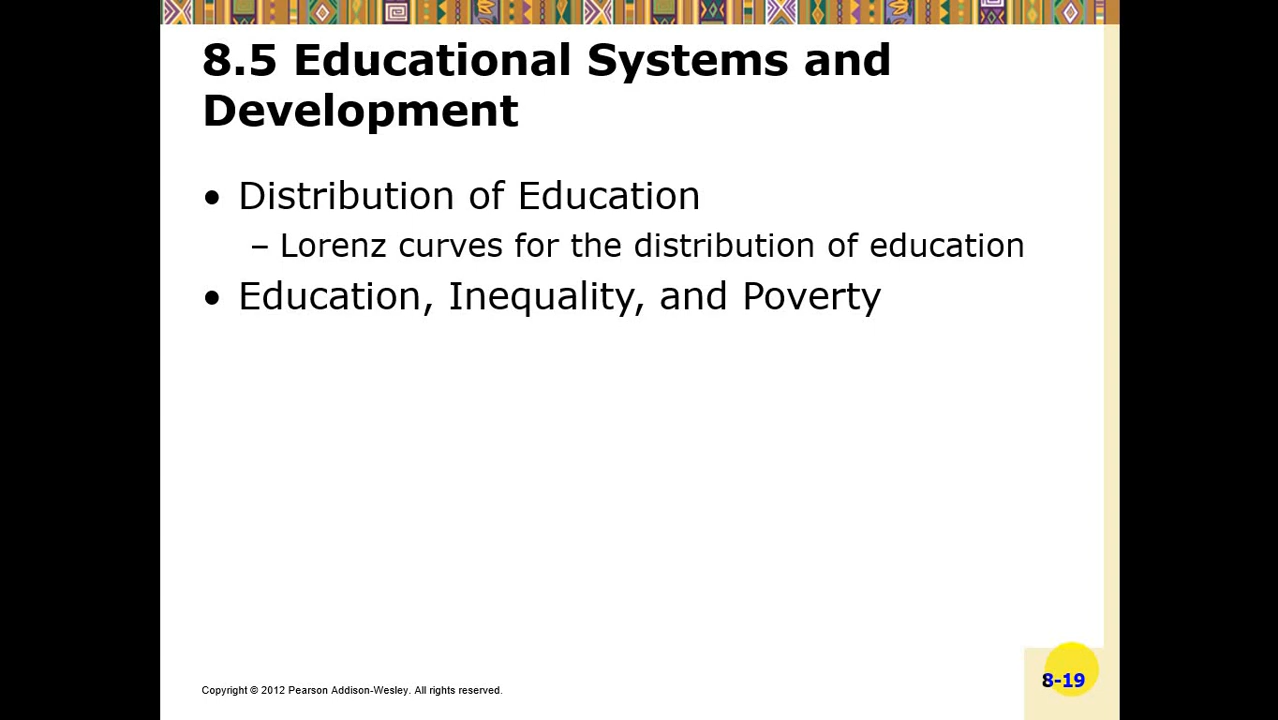 8.5 Educational Systems and
Development
• Distribution of Education
– Lorenz curves for the distribution of education
• Education, Inequality, and Poverty
Copyright © 2012 Pearson Addison-Wesley. All rights reserved.
8-19